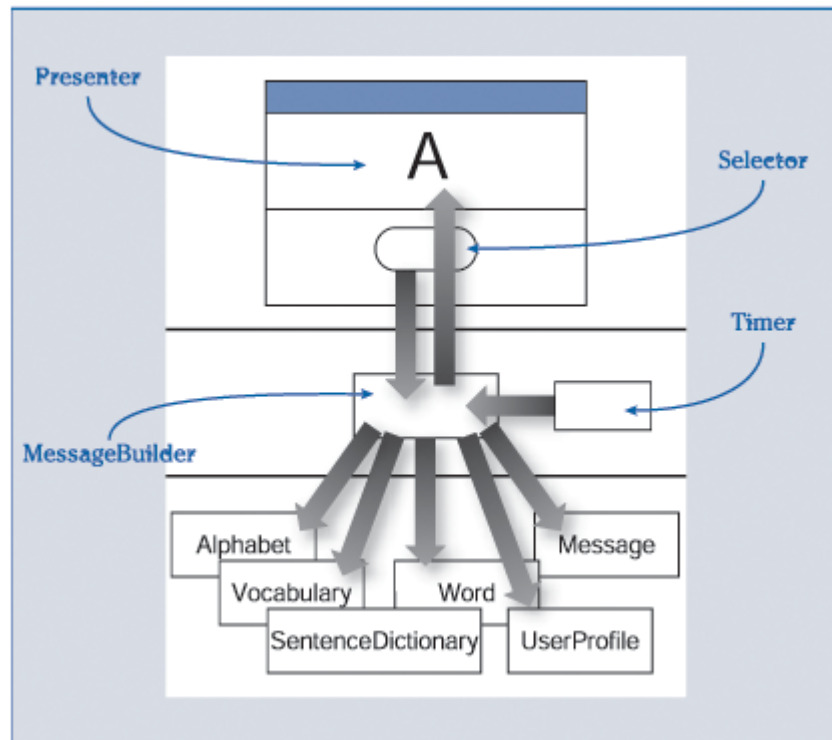 Presenter
A
Selector
Timer
MessageBuilder
Alphabet
Message
Vocabulary
Word
SentenceDictionary
UserProfile